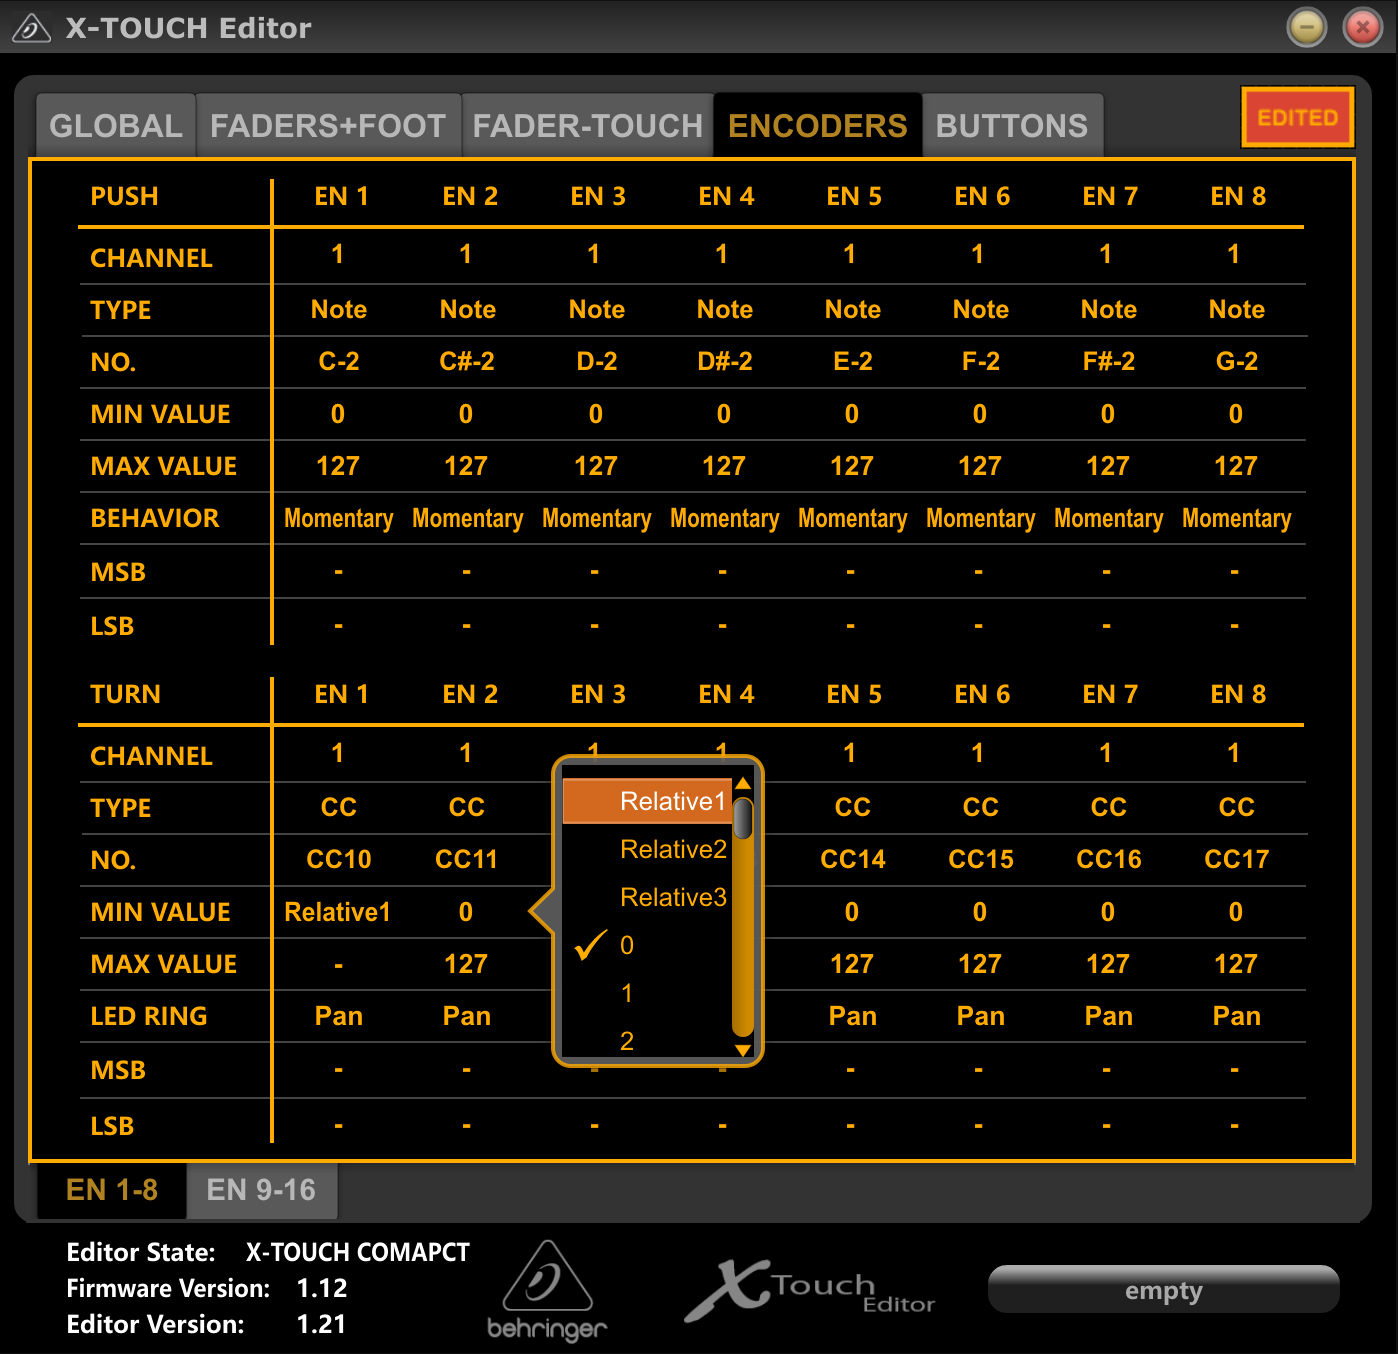 X-TOUCH Editor
GLOBAL FADERS+FOOT FADER-TOUCH ENCODERS BUTTONS EDITED
PUSH EN 1 EN 2 EN 3 EN 4 EN 5 EN 6 EN 7 EN 8
CHANNEL 1 1 1 1 1 1 1 1
TYPE Note Note Note Note Note Note Note Note
NO. C-2 C#-2 D-2 D#-2 E-2 F-2 F#-2 G-2
MIN VALUE 0 0 0 0 0 0 0 0
MAX VALUE 127 127 127 127 127 127 127 127
BEHAVIOR Momentary Momentary Momentary Momentary Momentary Momentary Momentary Momentary
MSB - - - - - - - -
LSB - - - - - - - -
TURN EN 1 EN 2 EN 3 EN 4 EN 5 EN 6 EN 7 EN 8
CHANNEL 1 1 1 1 1 1 1 1
TYPE CC CC CC CC CC CC
NO. CC10 CC11 CC14 CC15 CC16 CC17
MIN VALUE Relative1 0 0 0 0 0
MAX VALUE - 127 127 127 127 127
LED RING Pan Pan Pan Pan Pan Pan
MSB - - - - - - - -
LSB - - - - - - - -
Relative1
Relative2
Relative3
✓ 0
1
2
EN 1-8 EN 9-16
Editor State: X-TOUCH COMAPCT
Firmware Version: 1.12
Editor Version: 1.21
behringer
X Touch Editor
empty